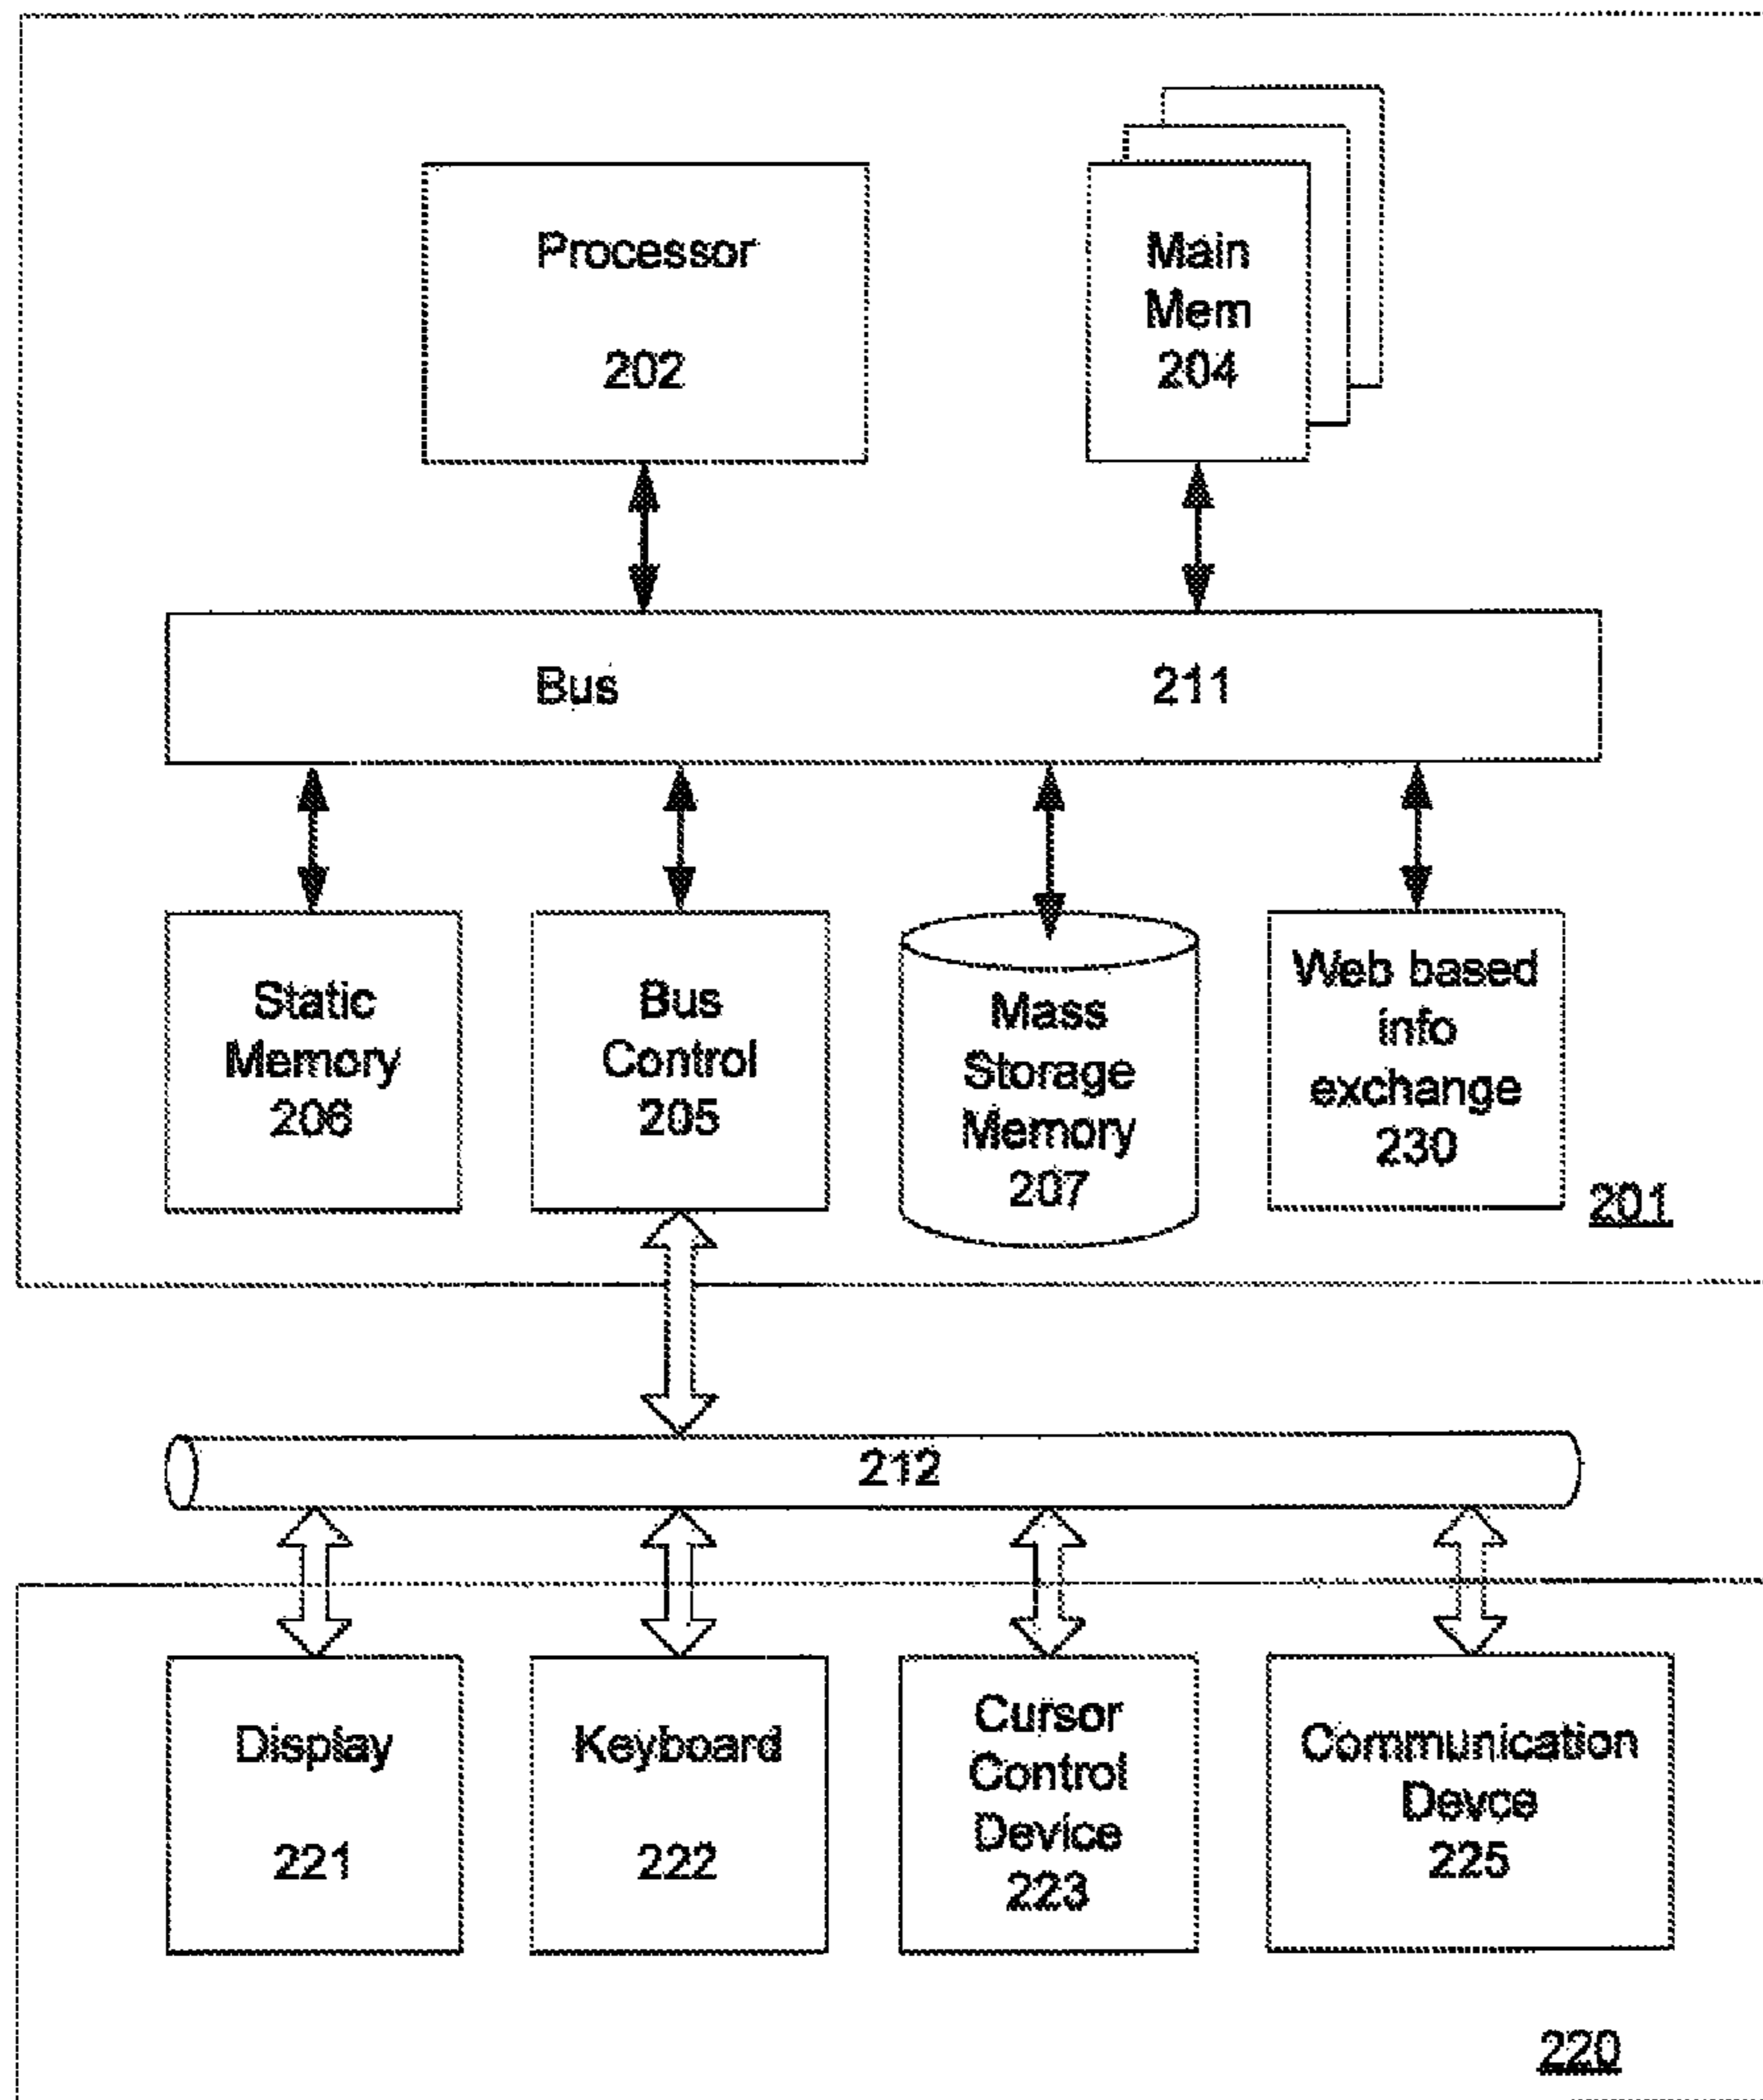 Processor
202
Main
Mem
204
Bus 211
Static
Memory
206
Bus
Control
205
Mass
Storage
Memory
207
Web based
info
exchange
230
201
212
Display
221
Keyboard
222
Cursor
Control
Device
223
Communication
Devce
225
220